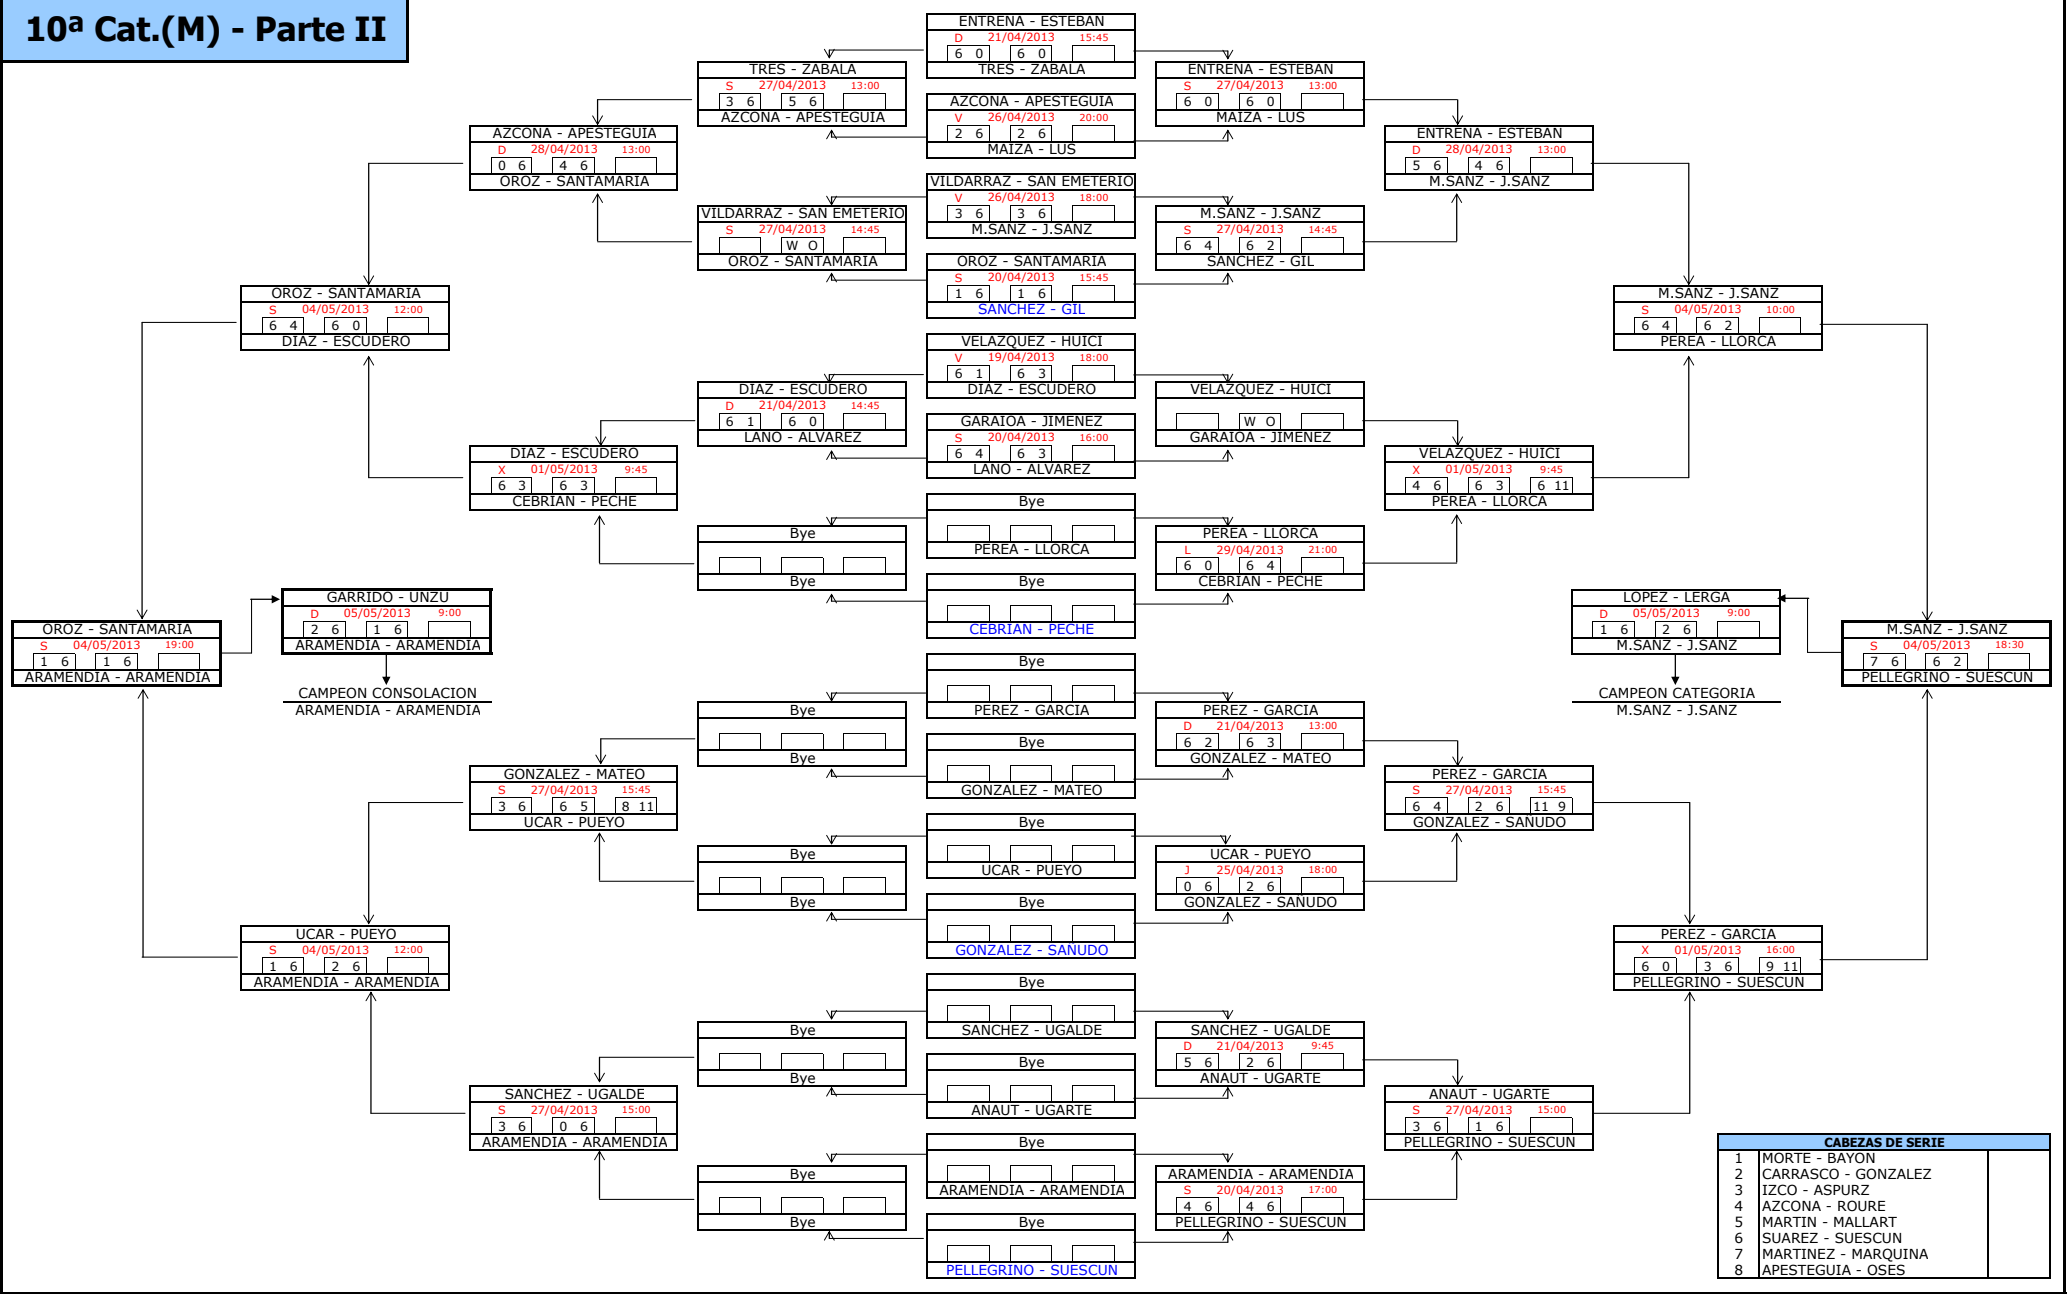 10ª Cat.(M) - Parte II
ENTRENA - ESTEBAN
D 21/04/2013 15:45
6 0 6 0
TRES - ZABALA
AZCONA - APESTEGUIA
V 26/04/2013 20:00
2 6 2 6
MAIZA - LUS
VILDARRAZ - SAN EMETERIO
V 26/04/2013 18:00
3 6 3 6
M.SANZ - J.SANZ
OROZ - SANTAMARIA
S 20/04/2013 15:45
1 6 1 6
SANCHEZ - GIL
VELAZQUEZ - HUICI
V 19/04/2013 18:00
6 1 6 3
DIAZ - ESCUDERO
GARAIOA - JIMENEZ
S 20/04/2013 16:00
6 4 6 3
LANO - ALVAREZ
Bye
PEREA - LLORCA
Bye
CEBRIAN - PECHE
Bye
PEREZ - GARCIA
Bye
GONZALEZ - MATEO
Bye
UCAR - PUEYO
Bye
GONZALEZ - SAÑUDO
Bye
SANCHEZ - UGALDE
Bye
ANAUT - UGARTE
Bye
ARAMENDIA - ARAMENDIA
Bye
PELLEGRINO - SUESCUN
TRES - ZABALA
S 27/04/2013 13:00
3 6 5 6
AZCONA - APESTEGUIA
VILDARRAZ - SAN EMETERIO
S 27/04/2013 14:45
W O
OROZ - SANTAMARIA
DIAZ - ESCUDERO
D 21/04/2013 14:45
6 1 6 0
LANO - ALVAREZ
Bye
Bye
Bye
Bye
Bye
Bye
Bye
Bye
Bye
Bye
AZCONA - APESTEGUIA
D 28/04/2013 13:00
0 6 4 6
OROZ - SANTAMARIA
DIAZ - ESCUDERO
X 01/05/2013 9:45
6 3 6 3
CEBRIAN - PECHE
GONZALEZ - MATEO
S 27/04/2013 15:45
3 6 6 5 8 11
UCAR - PUEYO
SANCHEZ - UGALDE
S 27/04/2013 15:00
3 6 0 6
ARAMENDIA - ARAMENDIA
OROZ - SANTAMARIA
S 04/05/2013 12:00
6 4 6 0
DIAZ - ESCUDERO
UCAR - PUEYO
S 04/05/2013 12:00
1 6 2 6
ARAMENDIA - ARAMENDIA
OROZ - SANTAMARIA
S 04/05/2013 19:00
1 6 1 6
ARAMENDIA - ARAMENDIA
GARRIDO - UNZU
D 05/05/2013 9:00
2 6 1 6
ARAMENDIA - ARAMENDIA
CAMPEON CONSOLACION
ARAMENDIA - ARAMENDIA
ENTRENA - ESTEBAN
S 27/04/2013 13:00
6 0 6 0
MAIZA - LUS
M.SANZ - J.SANZ
S 27/04/2013 14:45
6 4 6 2
SANCHEZ - GIL
VELAZQUEZ - HUICI
W O
GARAIOA - JIMENEZ
PEREA - LLORCA
L 29/04/2013 21:00
6 0 6 4
CEBRIAN - PECHE
PEREZ - GARCIA
D 21/04/2013 13:00
6 2 6 3
GONZALEZ - MATEO
UCAR - PUEYO
J 25/04/2013 18:00
0 6 2 6
GONZALEZ - SAÑUDO
SANCHEZ - UGALDE
D 21/04/2013 9:45
5 6 2 6
ANAUT - UGARTE
ARAMENDIA - ARAMENDIA
S 20/04/2013 17:00
4 6 4 6
PELLEGRINO - SUESCUN
ENTRENA - ESTEBAN
D 28/04/2013 13:00
5 6 4 6
M.SANZ - J.SANZ
VELAZQUEZ - HUICI
X 01/05/2013 9:45
4 6 6 3 6 11
PEREA - LLORCA
PEREZ - GARCIA
S 27/04/2013 15:45
6 4 2 6 11 9
GONZALEZ - SAÑUDO
ANAUT - UGARTE
S 27/04/2013 15:00
3 6 1 6
PELLEGRINO - SUESCUN
M.SANZ - J.SANZ
S 04/05/2013 10:00
6 4 6 2
PEREA - LLORCA
PEREZ - GARCIA
X 01/05/2013 16:00
6 0 3 6 9 11
PELLEGRINO - SUESCUN
M.SANZ - J.SANZ
S 04/05/2013 18:30
7 6 6 2
PELLEGRINO - SUESCUN
LOPEZ - LERGA
D 05/05/2013 9:00
1 6 2 6
M.SANZ - J.SANZ
CAMPEON CATEGORIA
M.SANZ - J.SANZ
CABEZAS DE SERIE
1 MORTE - BAYON
2 CARRASCO - GONZALEZ
3 IZCO - ASPURZ
4 AZCONA - ROURE
5 MARTIN - MALLART
6 SUAREZ - SUESCUN
7 MARTINEZ - MARQUINA
8 APESTEGUIA - OSES